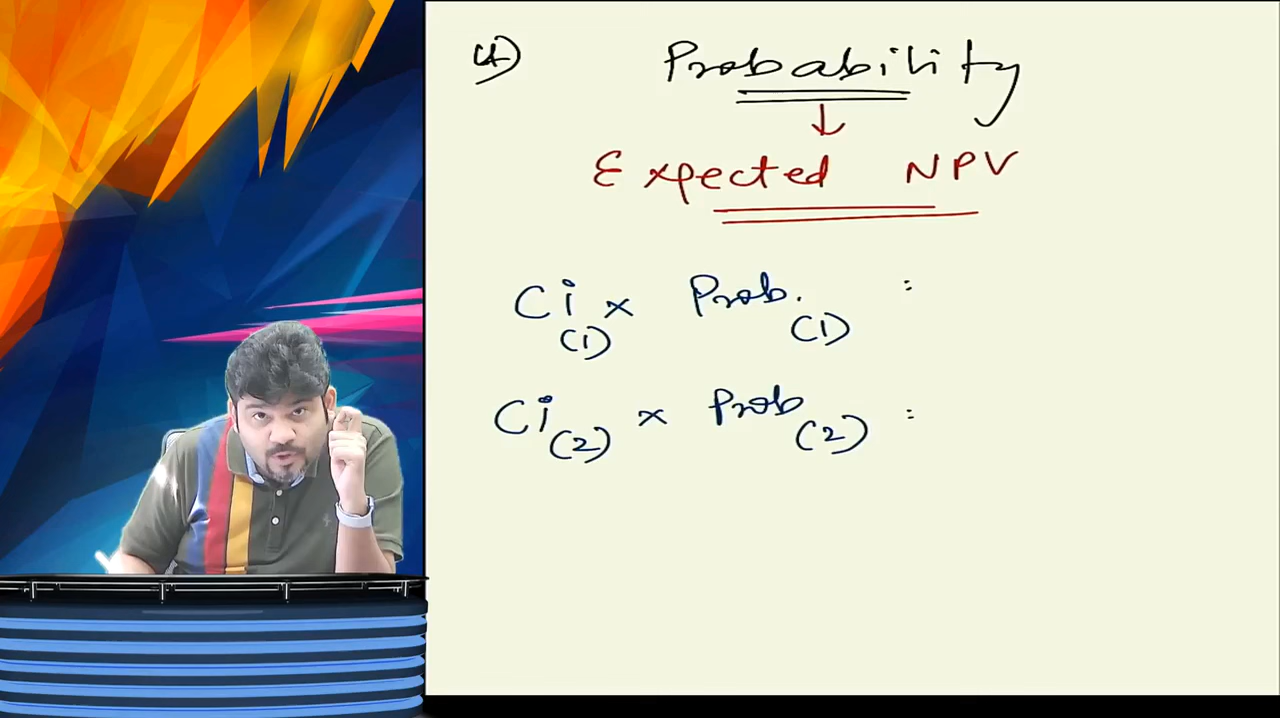 4) Probability
↓
Expected NPV
Ci(1) × Prob.(1) :
Ci(2) × Prob(2) :